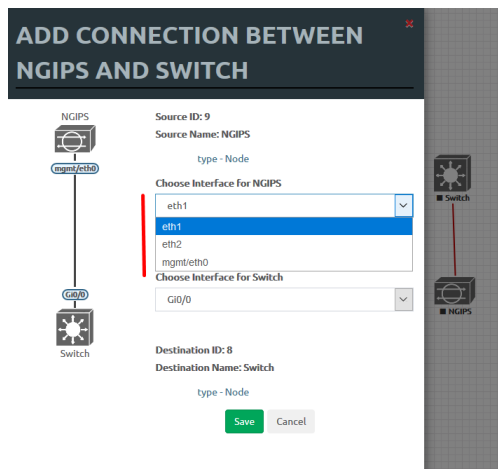 ADD CONNECTION BETWEEN
NGIPS AND SWITCH
NGIPS
mgmt/eth0
Gi0/0
Switch
Source ID: 9
Source Name: NGIPS
type - Node
Choose Interface for NGIPS
eth1
eth1
eth2
mgmt/eth0
Choose Interface for Switch
Gi0/0
Destination ID: 8
Destination Name: Switch
type - Node
Save Cancel
Switch
NGIPS